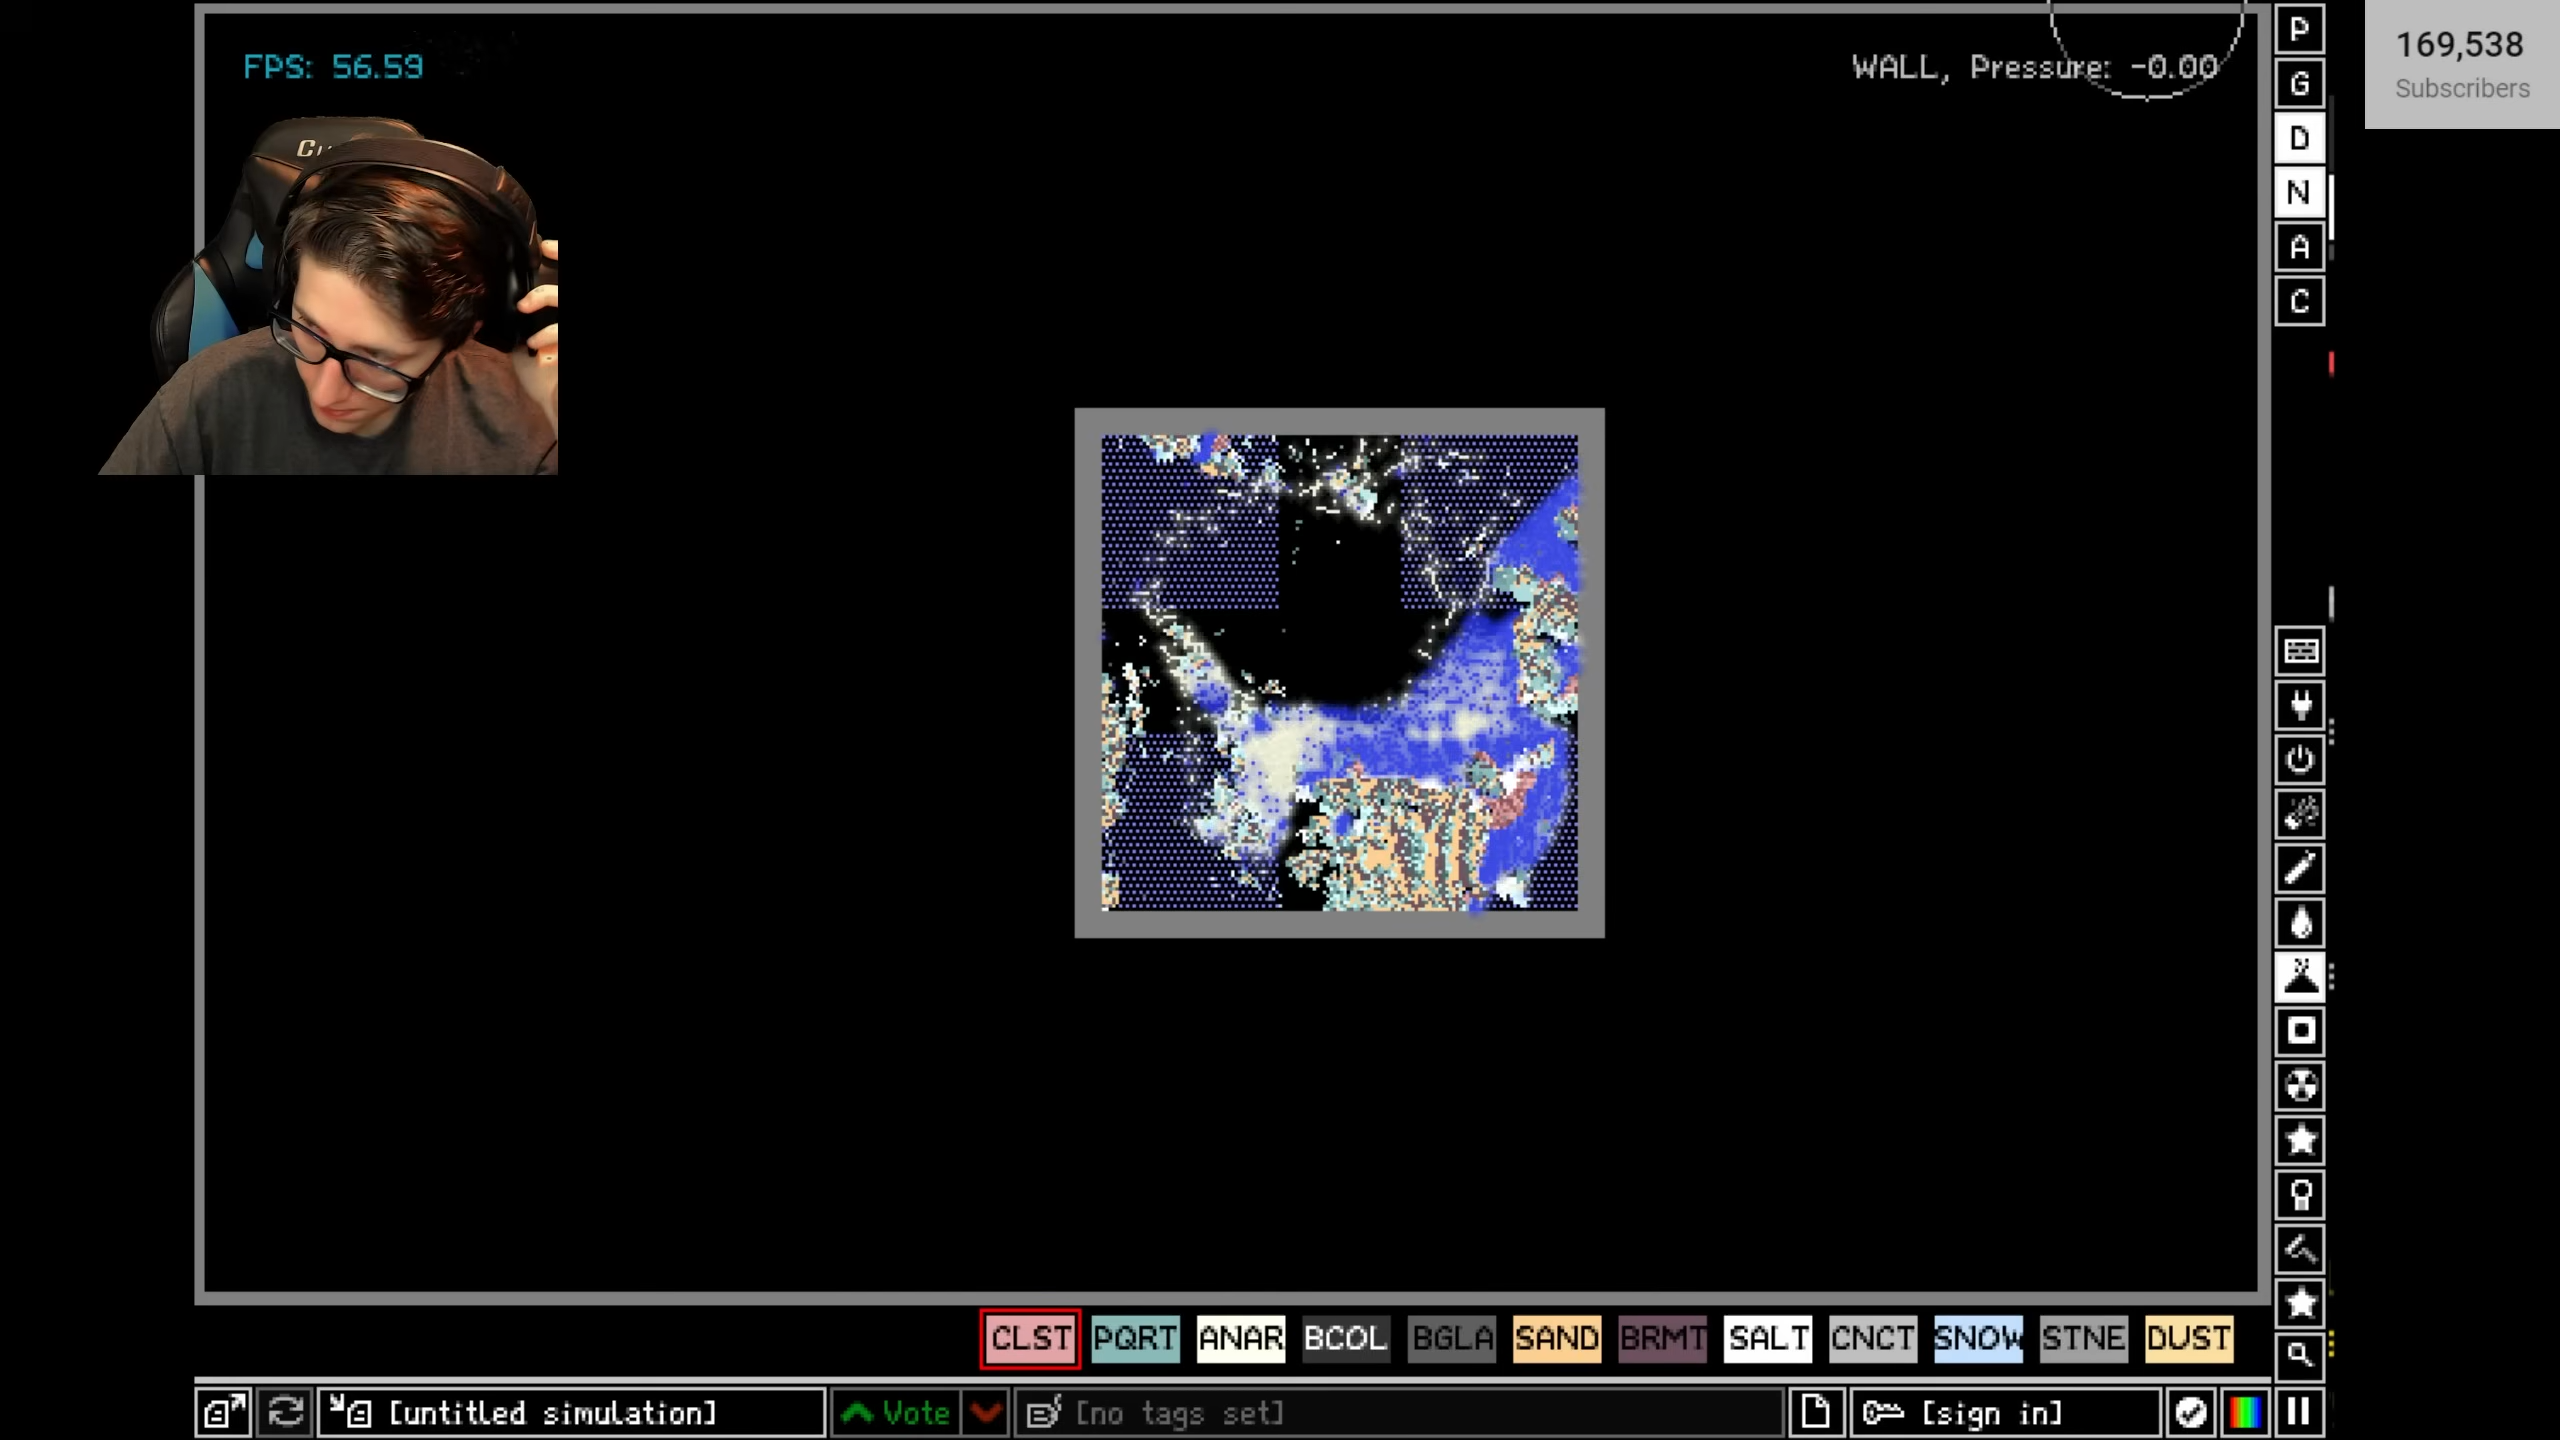 FPS: 56.59
WALL, Pressure: -0.00
169,538
Subscribers
P
G
D
N
A
C
CLST PQRT ANAR BCOL BGLA SAND BRMT SALT CNCT SNOW STNE DUST
[untitled simulation] Vote [no tags set] [sign in]